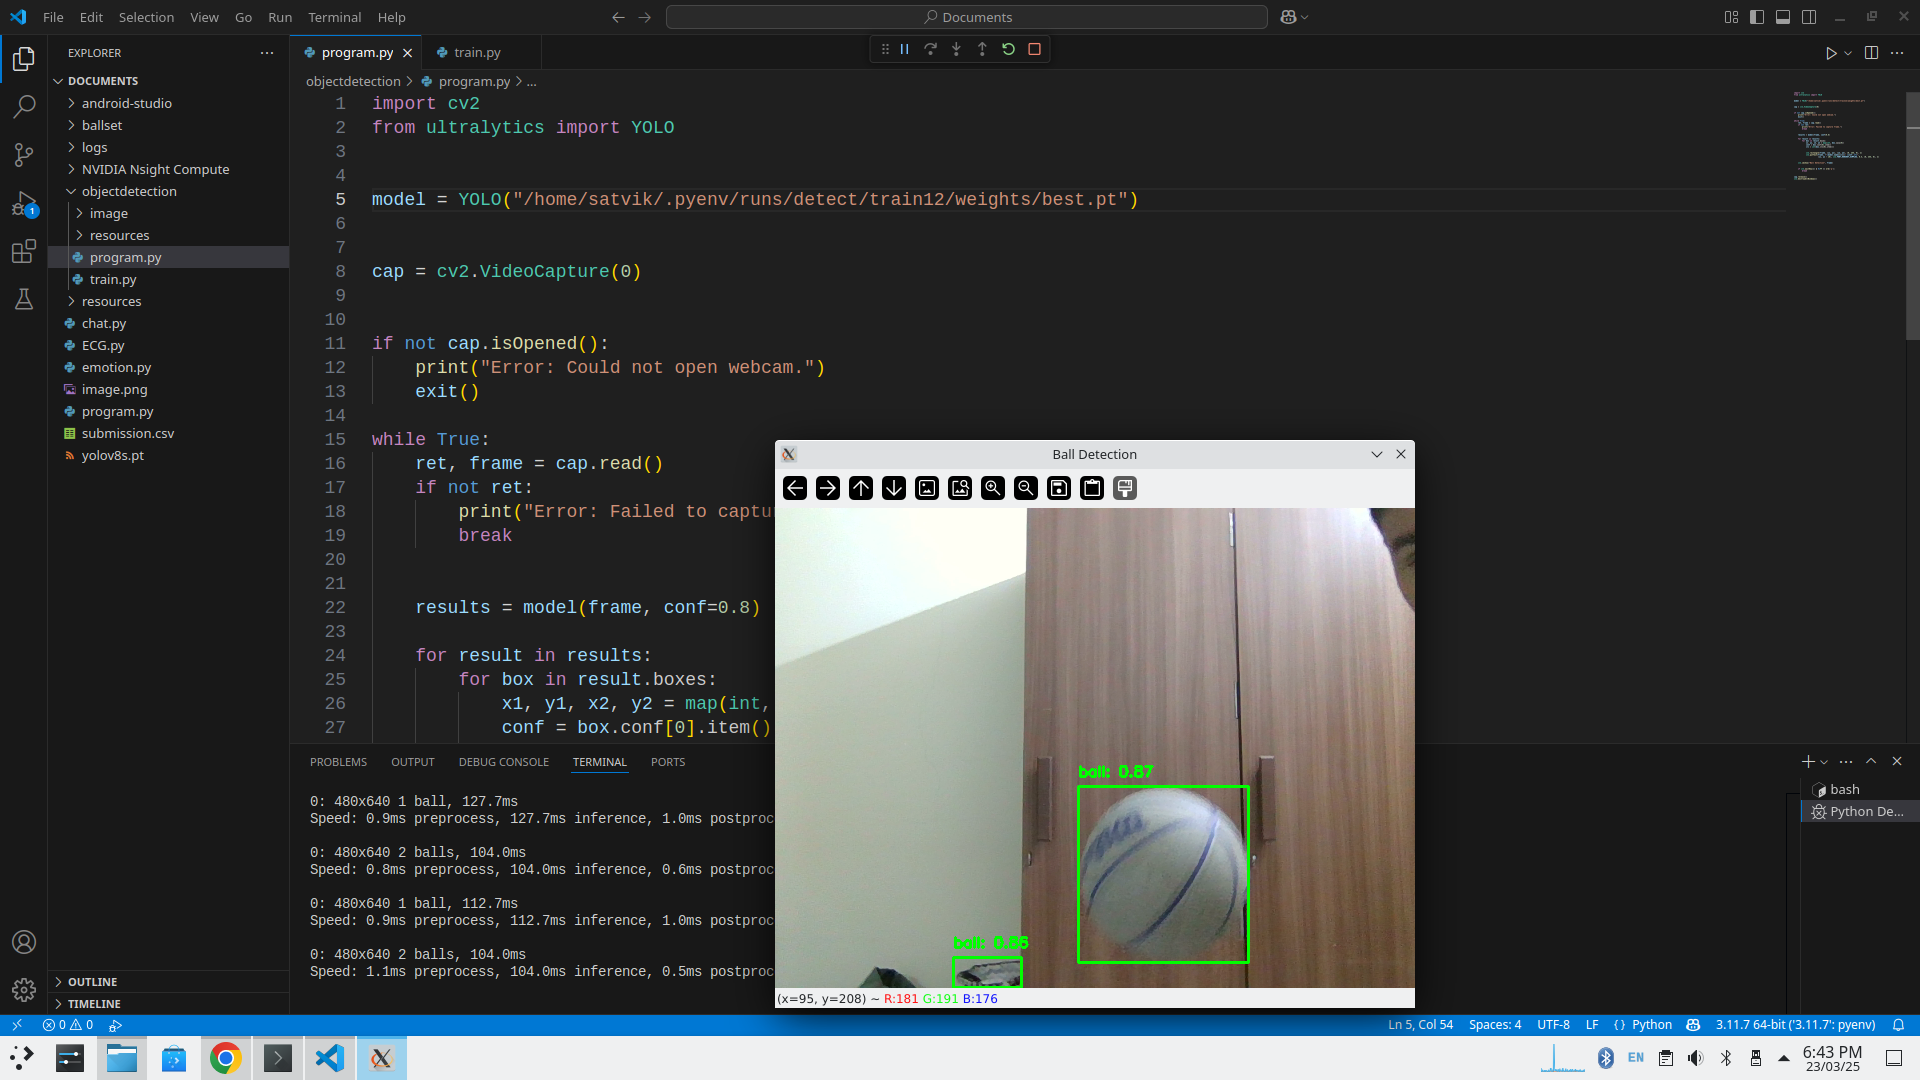 File Edit Selection View Go Run Terminal Help
Documents
EXPLORER
DOCUMENTS
android-studio
ballset
logs
NVIDIA Nsight Compute
objectdetection
image
resources
program.py
train.py
resources
chat.py
ECG.py
emotion.py
image.png
program.py
submission.csv
yolov8s.pt
OUTLINE
TIMELINE
1
program.py train.py
objectdetection > program.py > ...
1 import cv2
2 from ultralytics import YOLO
3
4
5 model = YOLO("/home/satvik/.pyenv/runs/detect/train12/weights/best.pt")
6
7
8 cap = cv2.VideoCapture(0)
9
10
11 if not cap.isOpened():
12 print("Error: Could not open webcam.")
13 exit()
14
15 while True:
16 ret, frame = cap.read()
17 if not ret:
18 print("Error: Failed to captu
19 break
20
21
22 results = model(frame, conf=0.8)
23
24 for result in results:
25 for box in result.boxes:
26 x1, y1, x2, y2 = map(int,
27 conf = box.conf[0].item()
PROBLEMS OUTPUT DEBUG CONSOLE TERMINAL PORTS
0: 480x640 1 ball, 127.7ms
Speed: 0.9ms preprocess, 127.7ms inference, 1.0ms postproc
0: 480x640 2 balls, 104.0ms
Speed: 0.8ms preprocess, 104.0ms inference, 0.6ms postproc
0: 480x640 1 ball, 112.7ms
Speed: 0.9ms preprocess, 112.7ms inference, 1.0ms postproc
0: 480x640 2 balls, 104.0ms
Speed: 1.1ms preprocess, 104.0ms inference, 0.5ms postproc
bash
Python De...
Ball Detection
ball: 0.87
ball:
(x=95, y=208) ~ R:181 G:191 B:176
0 0
Ln 5, Col 54 Spaces: 4 UTF-8 LF {} Python 3.11.7 64-bit ('3.11.7': pyenv)
EN
6:43 PM
23/03/25